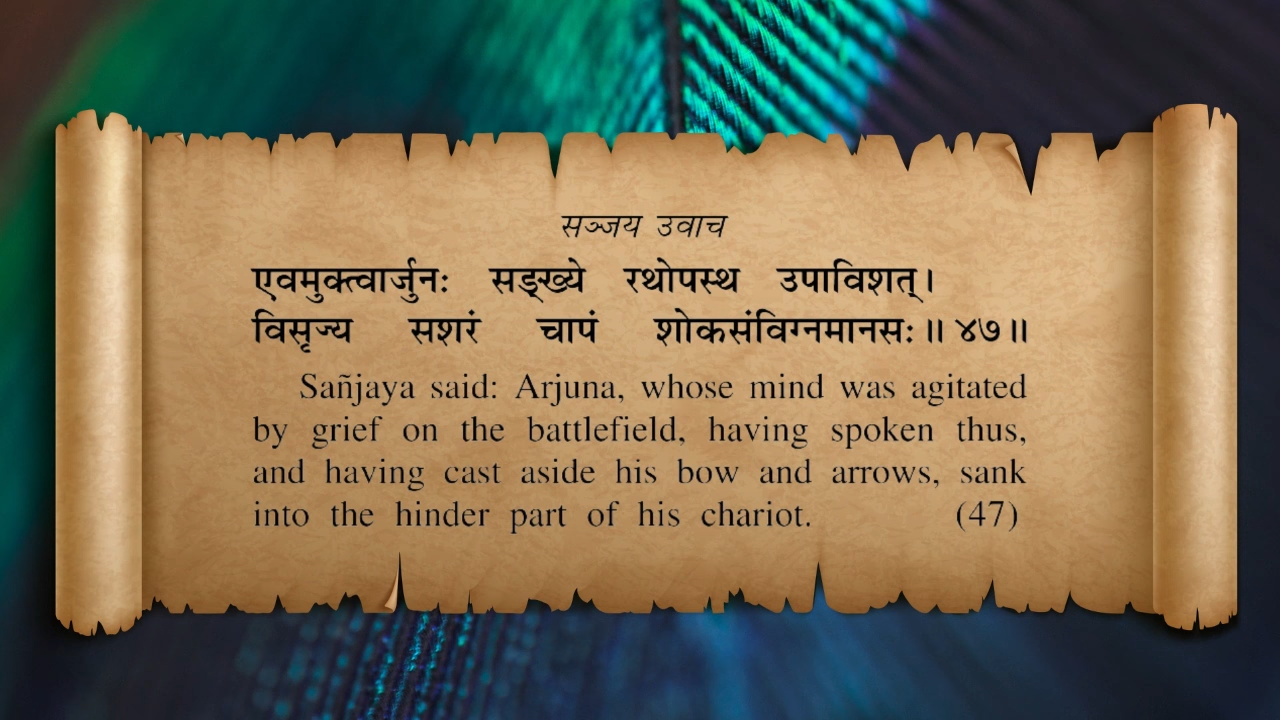 सञ्जय उवाच
एवमुक्त्वार्जुनः सङ्ख्ये रथोपस्थ उपाविशत्।
विसृज्य सशरं चापं शोकसंविग्नमानसः॥ ४७॥
Sañjaya said: Arjuna, whose mind was agitated
by grief on the battlefield, having spoken thus,
and having cast aside his bow and arrows, sank
into the hinder part of his chariot. (47)